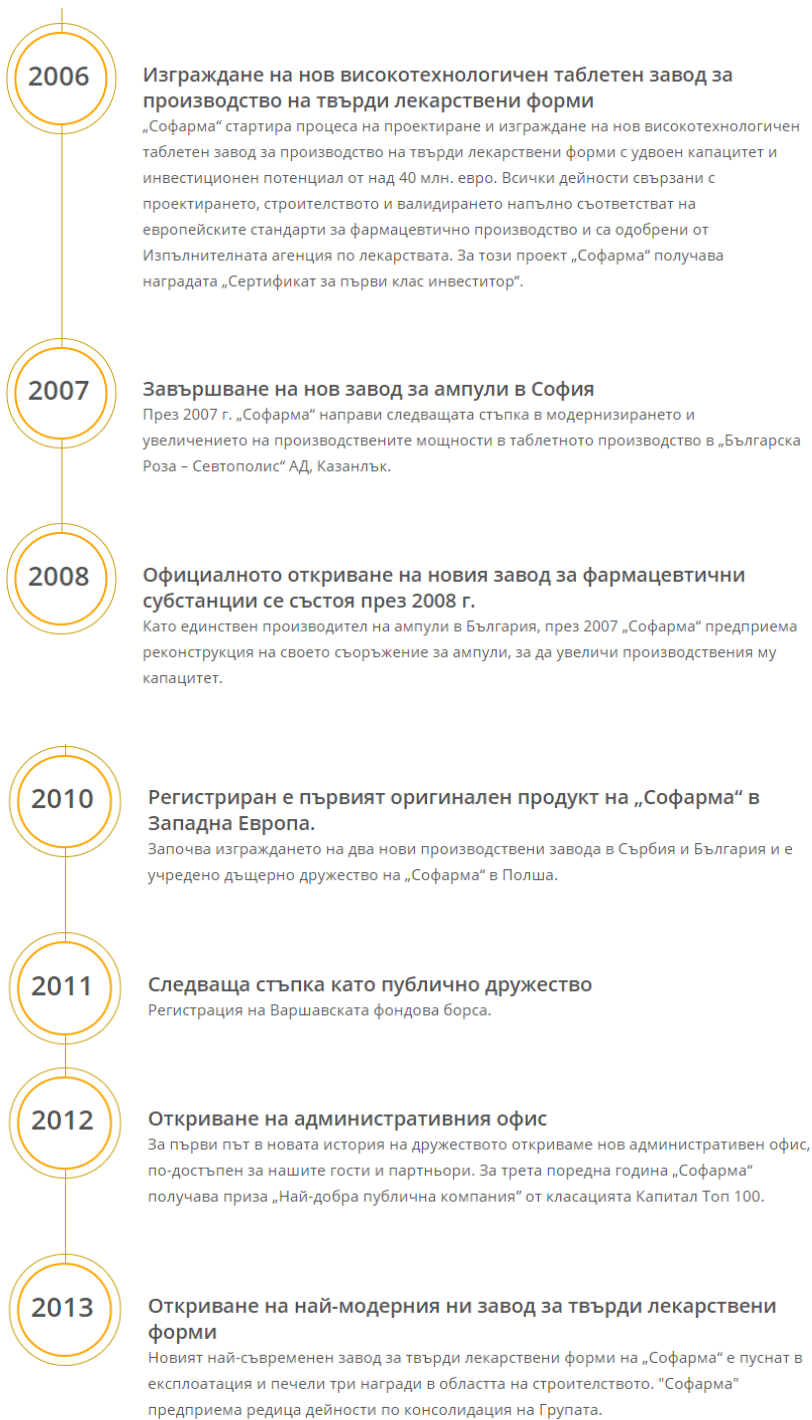 2006
Изграждане на нов високотехнологичен таблетен завод за
производство на твърди лекарствени форми
„Софарма“ стартира процеса на проектиране и изграждане на нов високотехнологичен
таблетен завод за производство на твърди лекарствени форми с удвоен капацитет и
инвестиционен потенциал от над 40 млн. евро. Всички дейности свързани с
проектирането, строителството и валидирането напълно съответстват на
европейските стандарти за фармацевтично производство и са одобрени от
Изпълнителната агенция по лекарствата. За този проект „Софарма“ получава
наградата „Сертификат за първи клас инвеститор“.
2007
Завършване на нов завод за ампули в София
През 2007 г. „Софарма“ направи следващата стъпка в модернизирането и
увеличението на производствените мощности в таблетното производство в „Българска
Роза – Севтополис“ АД, Казанлък.
2008
Официалното откриване на новия завод за фармацевтични
субстанции се състоя през 2008 г.
Като единствен производител на ампули в България, през 2007 „Софарма“ предприема
реконструкция на своето съоръжение за ампули, за да увеличи производствения му
капацитет.
2010
Регистриран е първият оригинален продукт на „Софарма“ в
Западна Европа.
Започва изграждането на два нови производствени завода в Сърбия и България и е
учредено дъщерно дружество на „Софарма“ в Полша.
2011
Следваща стъпка като публично дружество
Регистрация на Варшавската фондова борса.
2012
Откриване на административния офис
За първи път в новата история на дружеството откриваме нов административен офис,
по-достъпен за нашите гости и партньори. За трета поредна година „Софарма“
получава приза „Най-добра публична компания” от класацията Капитал Топ 100.
2013
Откриване на най-модерния ни завод за твърди лекарствени
форми
Новият най-съвременен завод за твърди лекарствени форми на „Софарма“ е пуснат в
експлоатация и печели три награди в областта на строителството. "Софарма"
предприема редица дейности по консолидация на Групата.